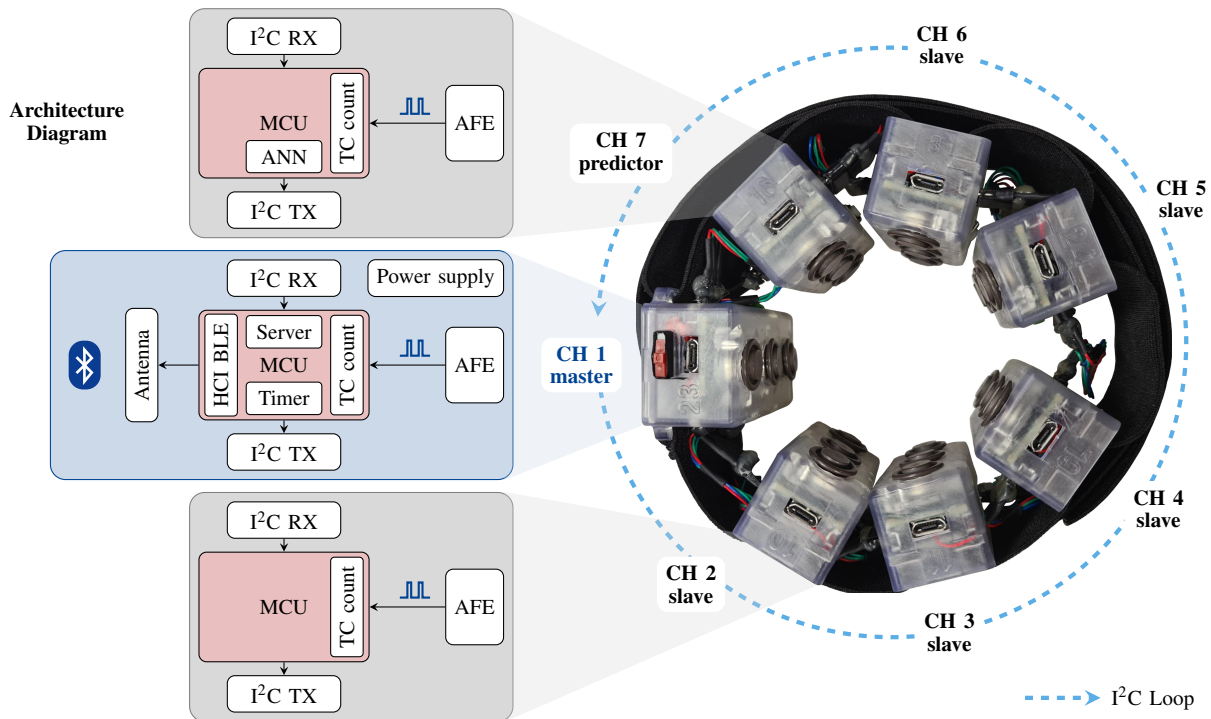 Architecture
Diagram
I²C RX
MCU
ANN
TC count
AFE
I²C TX
I²C RX
Power supply
Antenna
HCI BLE
Server
MCU
Timer
TC count
AFE
I²C TX
I²C RX
MCU
TC count
AFE
I²C TX
CH 6
slave
CH 7
predictor
CH 5
slave
CH 1
master
CH 4
slave
CH 2
slave
CH 3
slave
I²C Loop